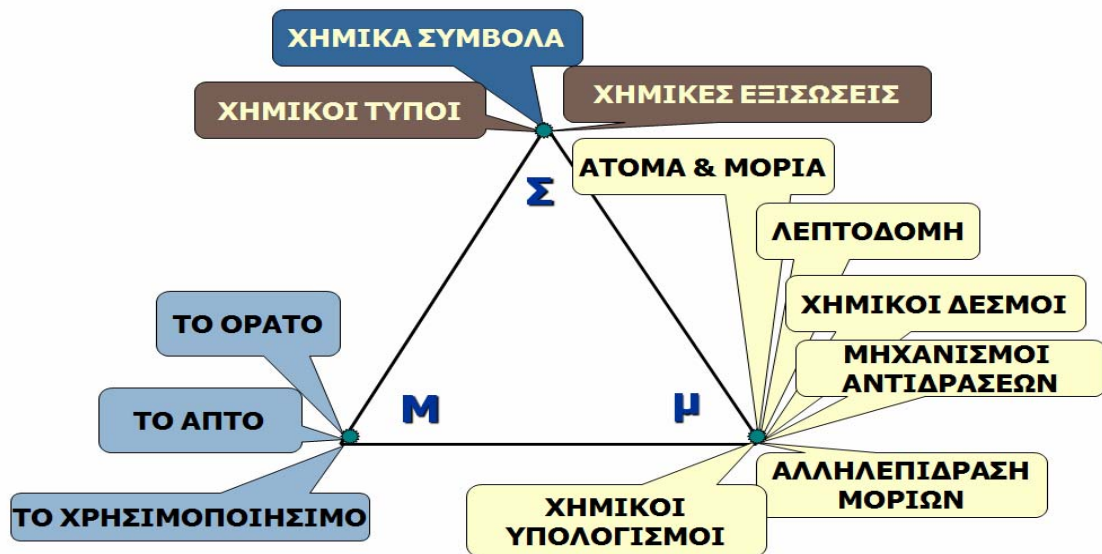 ΧΗΜΙΚΑ ΣΥΜΒΟΛΑ
ΧΗΜΙΚΟΙ ΤΥΠΟΙ
ΧΗΜΙΚΕΣ ΕΞΙΣΩΣΕΙΣ
ΑΤΟΜΑ & ΜΟΡΙΑ
Σ
ΛΕΠΤΟΔΟΜΗ
ΧΗΜΙΚΟΙ ΔΕΣΜΟΙ
ΤΟ ΟΡΑΤΟ
ΜΗΧΑΝΙΣΜΟΙ
ΑΝΤΙΔΡΑΣΕΩΝ
Μ
μ
ΤΟ ΑΠΤΟ
ΑΛΛΗΛΕΠΙΔΡΑΣΗ
ΜΟΡΙΩΝ
ΤΟ ΧΡΗΣΙΜΟΠΟΙΗΣΙΜΟ
ΧΗΜΙΚΟΙ
ΥΠΟΛΟΓΙΣΜΟΙ